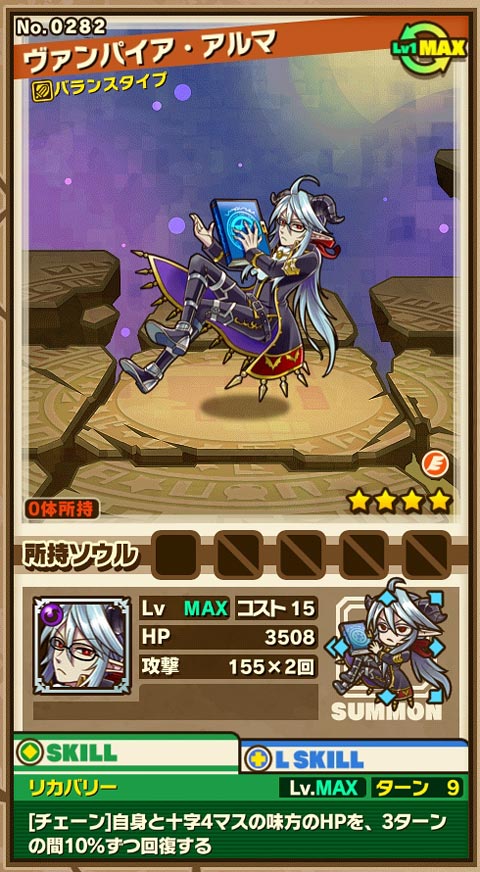 No.0282
ヴァンパイア・アルマ
Lv1 MAX
バランスタイプ
E
0体所持
所持ソウル
Lv MAX コスト 15
HP 3508
攻撃 155×2回
SUMMON
SKILL
L SKILL
リカバリー Lv.MAX ターン 9
[チェーン]自身と十字4マスの味方のHPを、3ターン
の間10%ずつ回復する